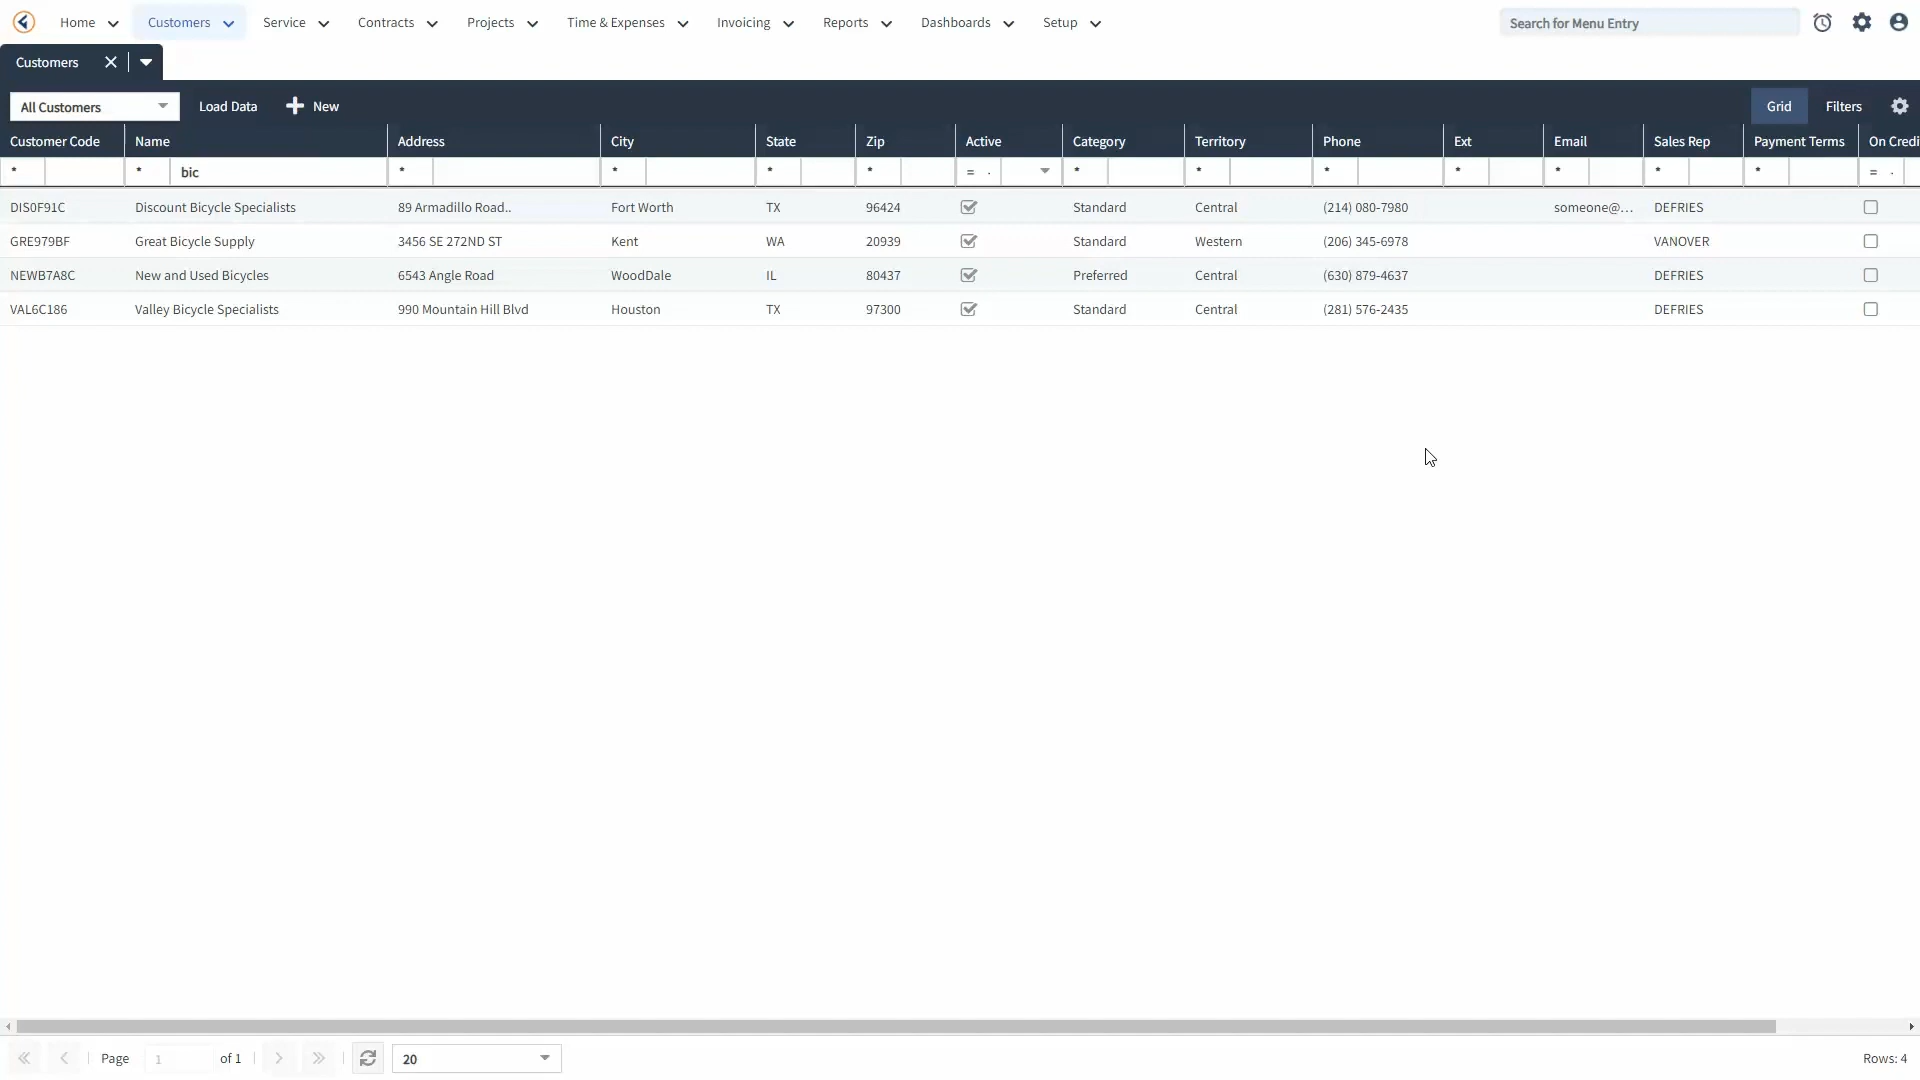 Home Customers Service Contracts Projects Time & Expenses Invoicing Reports Dashboards Setup Search for Menu Entry
Customers
All Customers Load Data New Grid Filters
Customer Code Name Address City State Zip Active Category Territory Phone Ext Email Sales Rep Payment Terms On Credi
* * bic * * * * = . * * * * * * * = .
DIS0F91C Discount Bicycle Specialists 89 Armadillo Road.. Fort Worth TX 96424 Standard Central (214) 080-7980 someone@... DEFRIES
GRE979BF Great Bicycle Supply 3456 SE 272ND ST Kent WA 20939 Standard Western (206) 345-6978 VANOVER
NEWB7A8C New and Used Bicycles 6543 Angle Road WoodDale IL 80437 Preferred Central (630) 879-4637 DEFRIES
VAL6C186 Valley Bicycle Specialists 990 Mountain Hill Blvd Houston TX 97300 Standard Central (281) 576-2435 DEFRIES
Page 1 of 1 20 Rows: 4